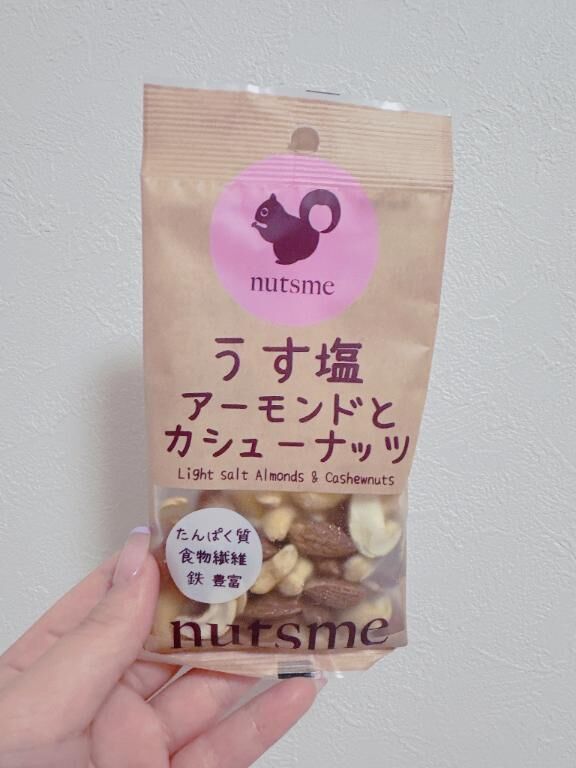 nutsme
うす塩
アーモンドと
カシューナッツ
Light salt Almonds & Cashewnuts
たんぱく質
食物繊維
鉄 豊富
nutsme